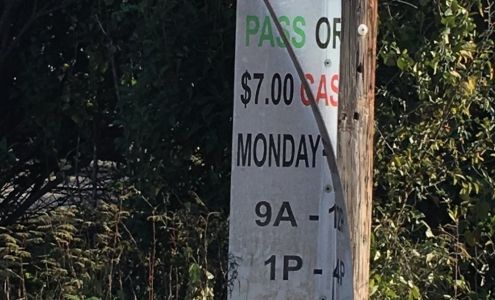 PASS OR
$7.00 CAS
MONDAY-
9A - 1
1P - 4P